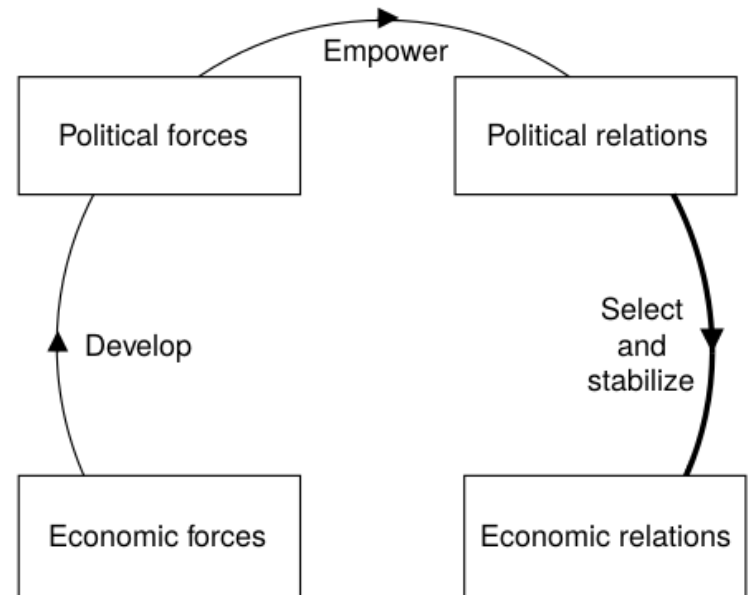 Empower
Political forces
Political relations
Select
and
stabilize
Develop
Economic forces
Economic relations